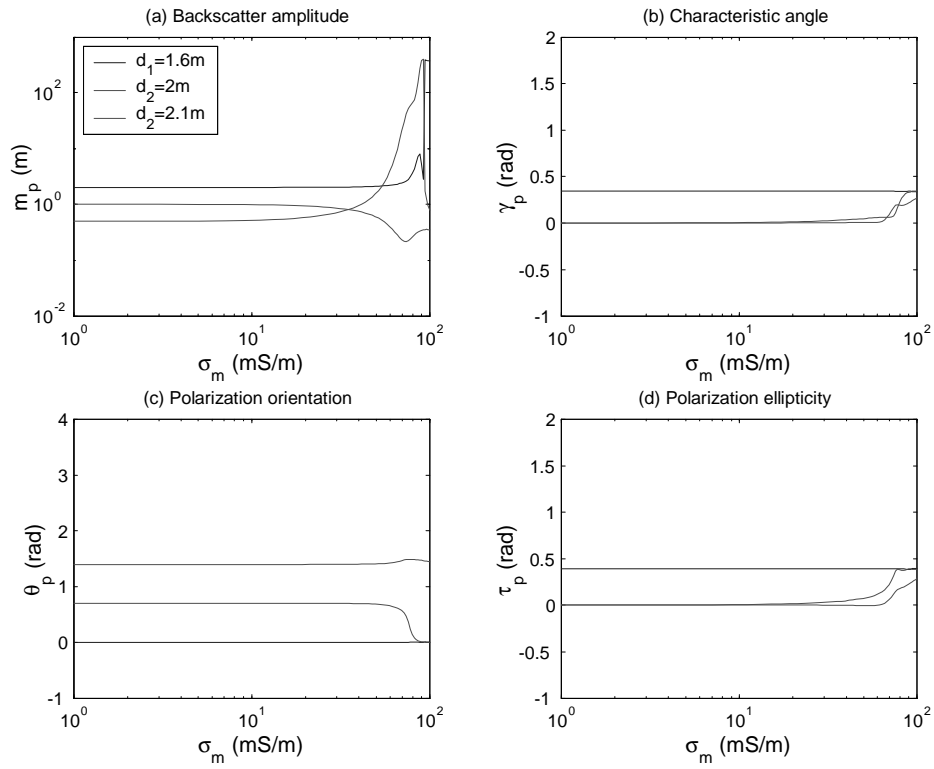 (a) Backscatter amplitude
d_1=1.6m
d_2=2m
d_2=2.1m
m_p (m)
10^2
10^0
10^-2
10^0
10^1
10^2
σ_m (mS/m)
(b) Characteristic angle
γ_p (rad)
2
1.5
1
0.5
0
-0.5
-1
10^0
10^1
10^2
σ_m (mS/m)
(c) Polarization orientation
θ_p (rad)
4
3
2
1
0
-1
10^0
10^1
10^2
σ_m (mS/m)
(d) Polarization ellipticity
τ_p (rad)
2
1.5
1
0.5
0
-0.5
-1
10^0
10^1
10^2
σ_m (mS/m)